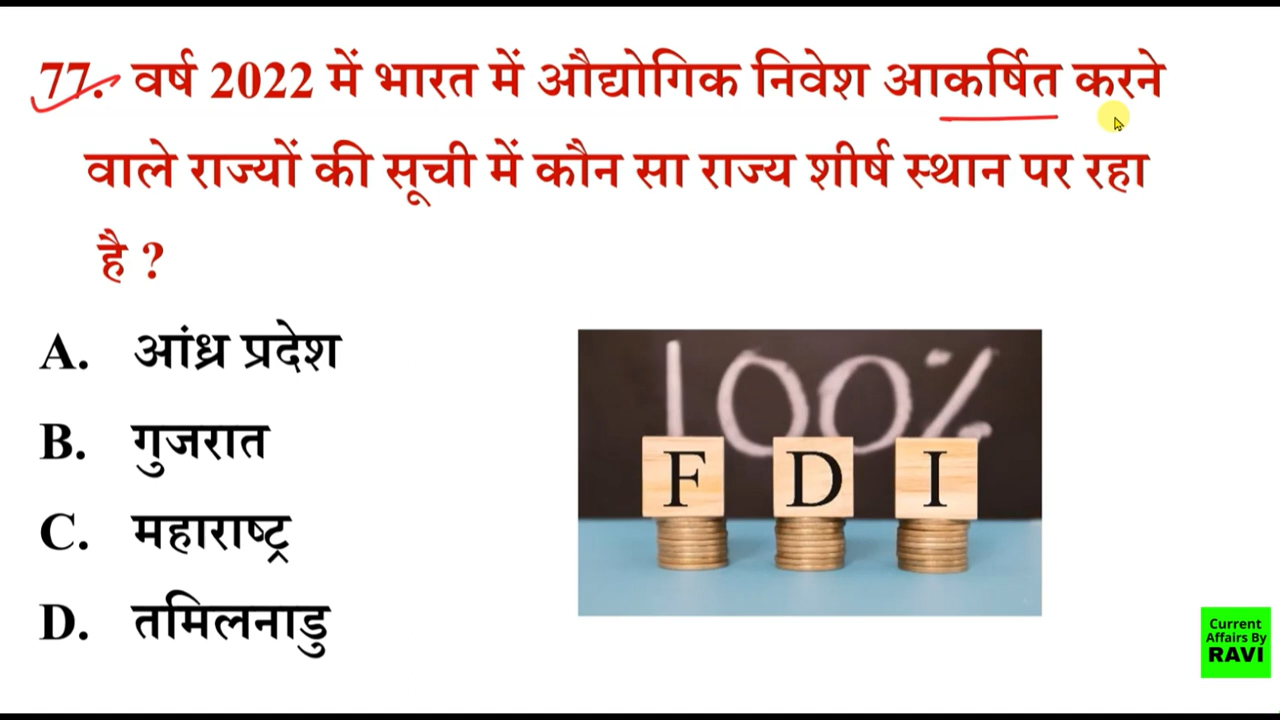 77. वर्ष 2022 में भारत में औद्योगिक निवेश आकर्षित करने
वाले राज्यों की सूची में कौन सा राज्य शीर्ष स्थान पर रहा
है ?
A. आंध्र प्रदेश
B. गुजरात
C. महाराष्ट्र
D. तमिलनाडु
100%
F D I
Current
Affairs By
RAVI